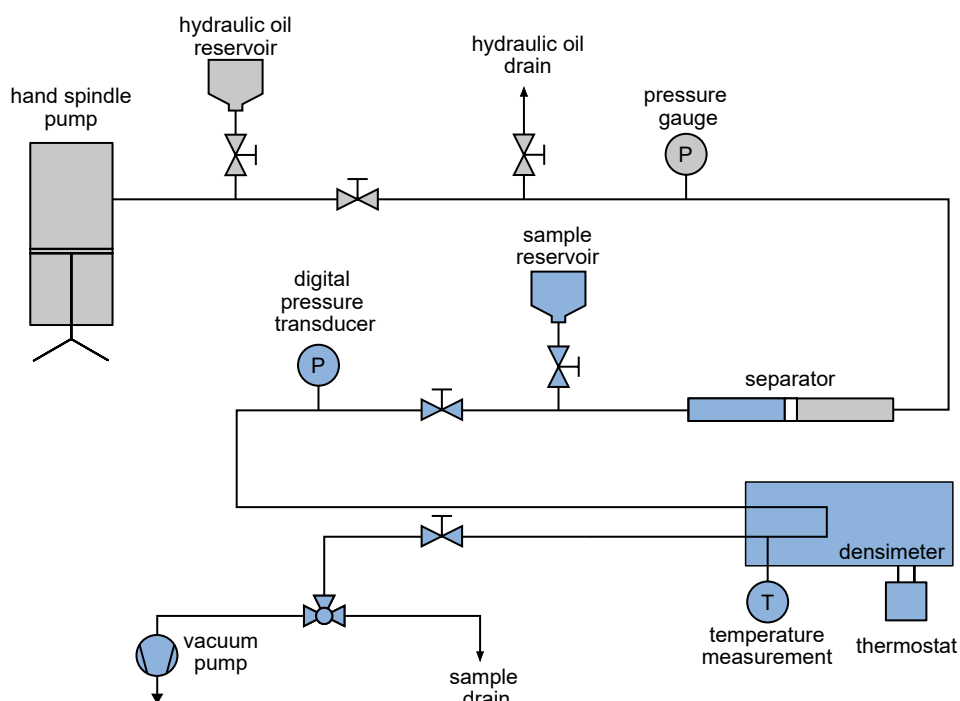 hydraulic oil
reservoir
hydraulic oil
drain
hand spindle
pump
pressure
gauge
P
sample
reservoir
digital
pressure
transducer
P
separator
densimeter
T
temperature
measurement
thermostat
vacuum
pump
sample
drain